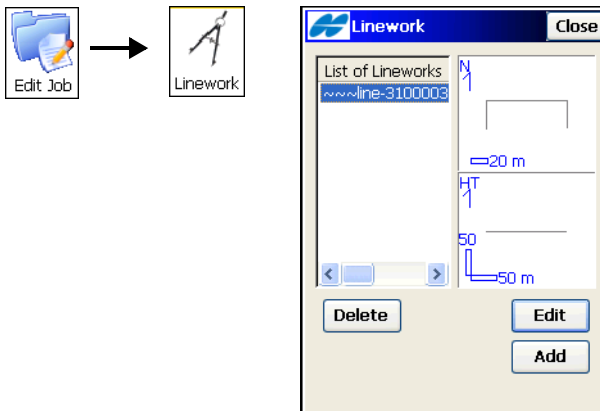 Edit Job
Linework
Linework
Close
List of Lineworks
~~~line-3100003
N
20 m
HT
50
50 m
Delete
Edit
Add